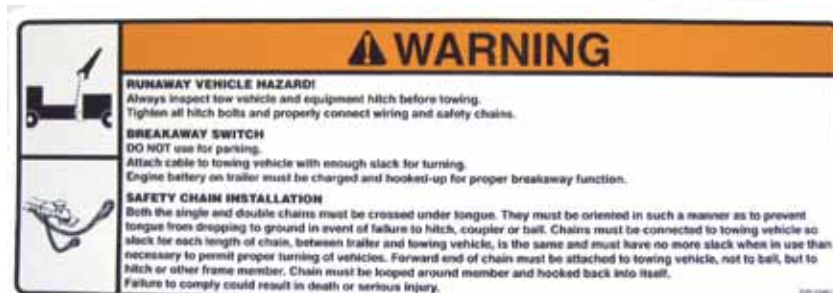 WARNING
RUNAWAY VEHICLE HAZARD!
Always inspect tow vehicle and equipment hitch before towing.
Tighten all hitch bolts and properly connect wiring and safety chains.
BREAKAWAY SWITCH
DO NOT use for parking.
Attach cable to towing vehicle with enough slack for turning.
Engine battery on trailer must be charged and hooked-up for proper breakaway function.
SAFETY CHAIN INSTALLATION
Both the single and double chains must be crossed under tongue. They must be oriented in such a manner as to prevent
tongue from dropping to ground in event of failure to hitch, coupler or ball. Chains must be connected to towing vehicle so
slack for each length of chain, between trailer and towing vehicle, is the same and must have no more slack when in use than
necessary to permit proper turning of vehicles. Forward end of chain must be attached to towing vehicle, not to ball, but to
hitch or other frame member. Chain must be looped around member and hooked back into itself.
Failure to comply could result in death or serious injury.